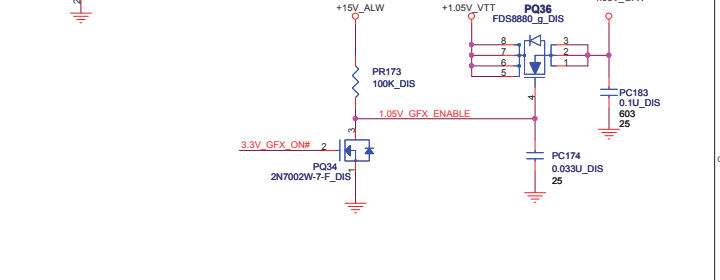 +15V_ALW
+1.05V_VTT
PQ36
FDS8880_g_DIS
8
7
6
5
3
2
1
4
PR173
100K_DIS
PC183
0.1U_DIS
603
25
1.05V_GFX_ENABLE
3.3V_GFX_ON#
2
3
1
PQ34
2N7002W-7-F_DIS
PC174
0.033U_DIS
25